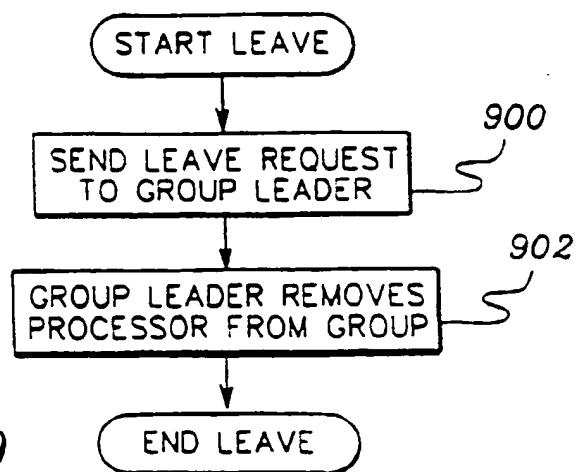 START LEAVE
900
SEND LEAVE REQUEST
TO GROUP LEADER
902
GROUP LEADER REMOVES
PROCESSOR FROM GROUP
END LEAVE